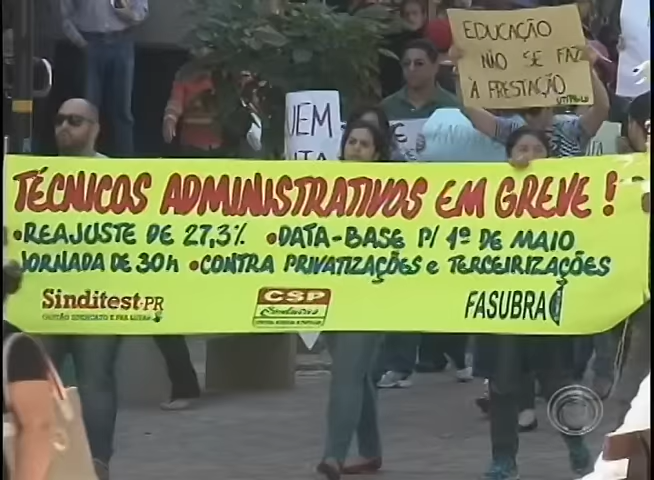 EDUCAÇÃO
NÃO SE FAZ
À PRESTAÇÃO
VEM
TÉCNICOS ADMINISTRATIVOS EM GREVE!
•REAJUSTE DE 27,3% •DATA-BASE P/ 1º DE MAIO
JORNADA DE 30h •CONTRA PRIVATIZAÇÕES e TERCEIRIZAÇÕES
Sinditest-PR
CSP
FASUBRA